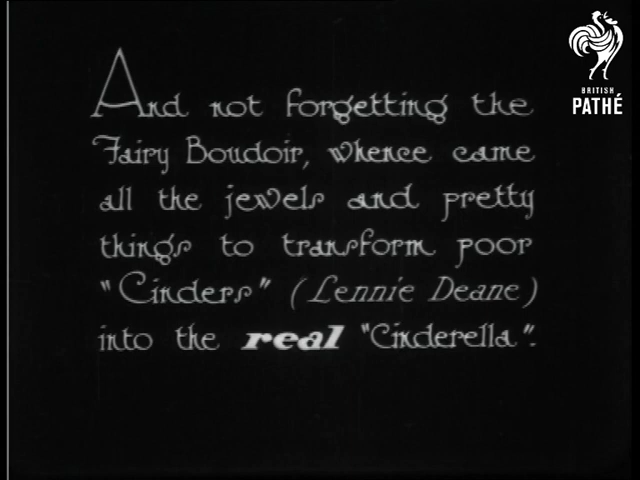 BRITISH
PATHÉ
And not forgetting the
Fairy Boudoir, whence came
all the jewels and pretty
things to transform poor
"Cinders" (Lennie Deane)
into the real "Cinderella".